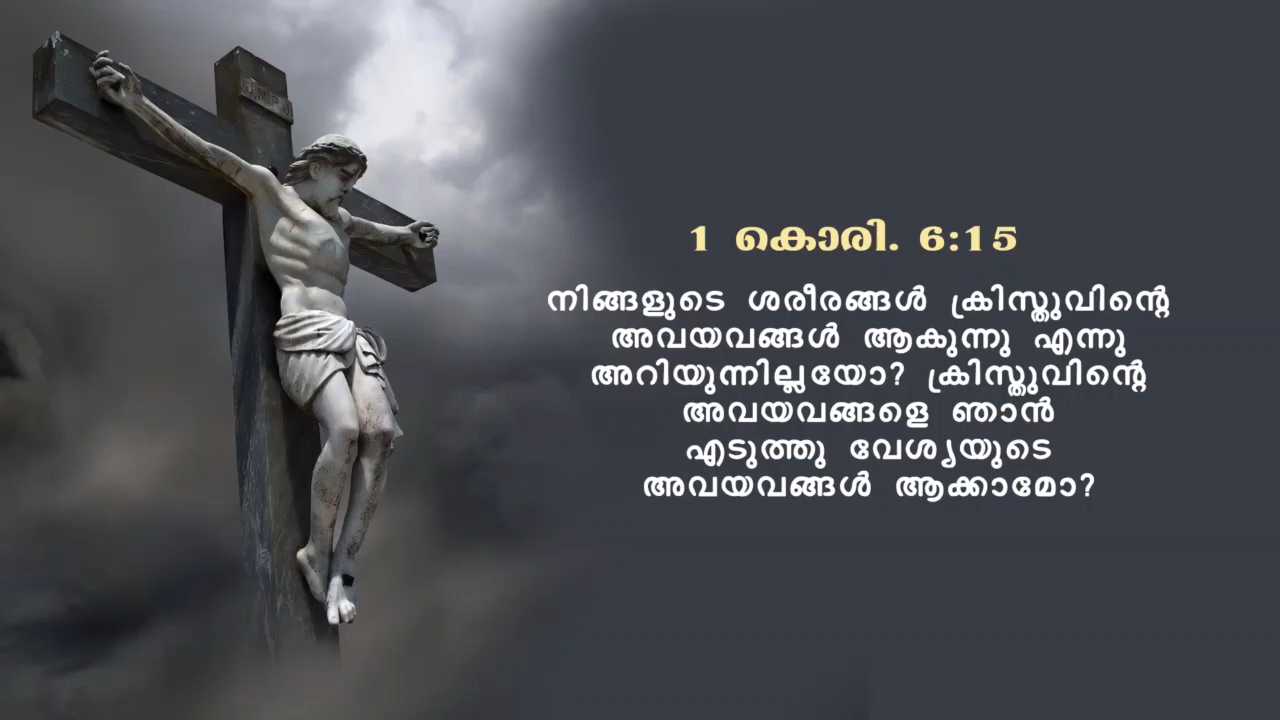 1 കൊരി. 6:15
നിങ്ങളുടെ ശരീരങ്ങൾ ക്രിസ്തുവിന്റെ
അവയവങ്ങൾ ആകുന്നു എന്നു
അറിയുന്നില്ലയോ? ക്രിസ്തുവിന്റെ
അവയവങ്ങളെ ഞാൻ
എടുത്തു വേശ്യയുടെ
അവയവങ്ങൾ ആക്കാമോ?